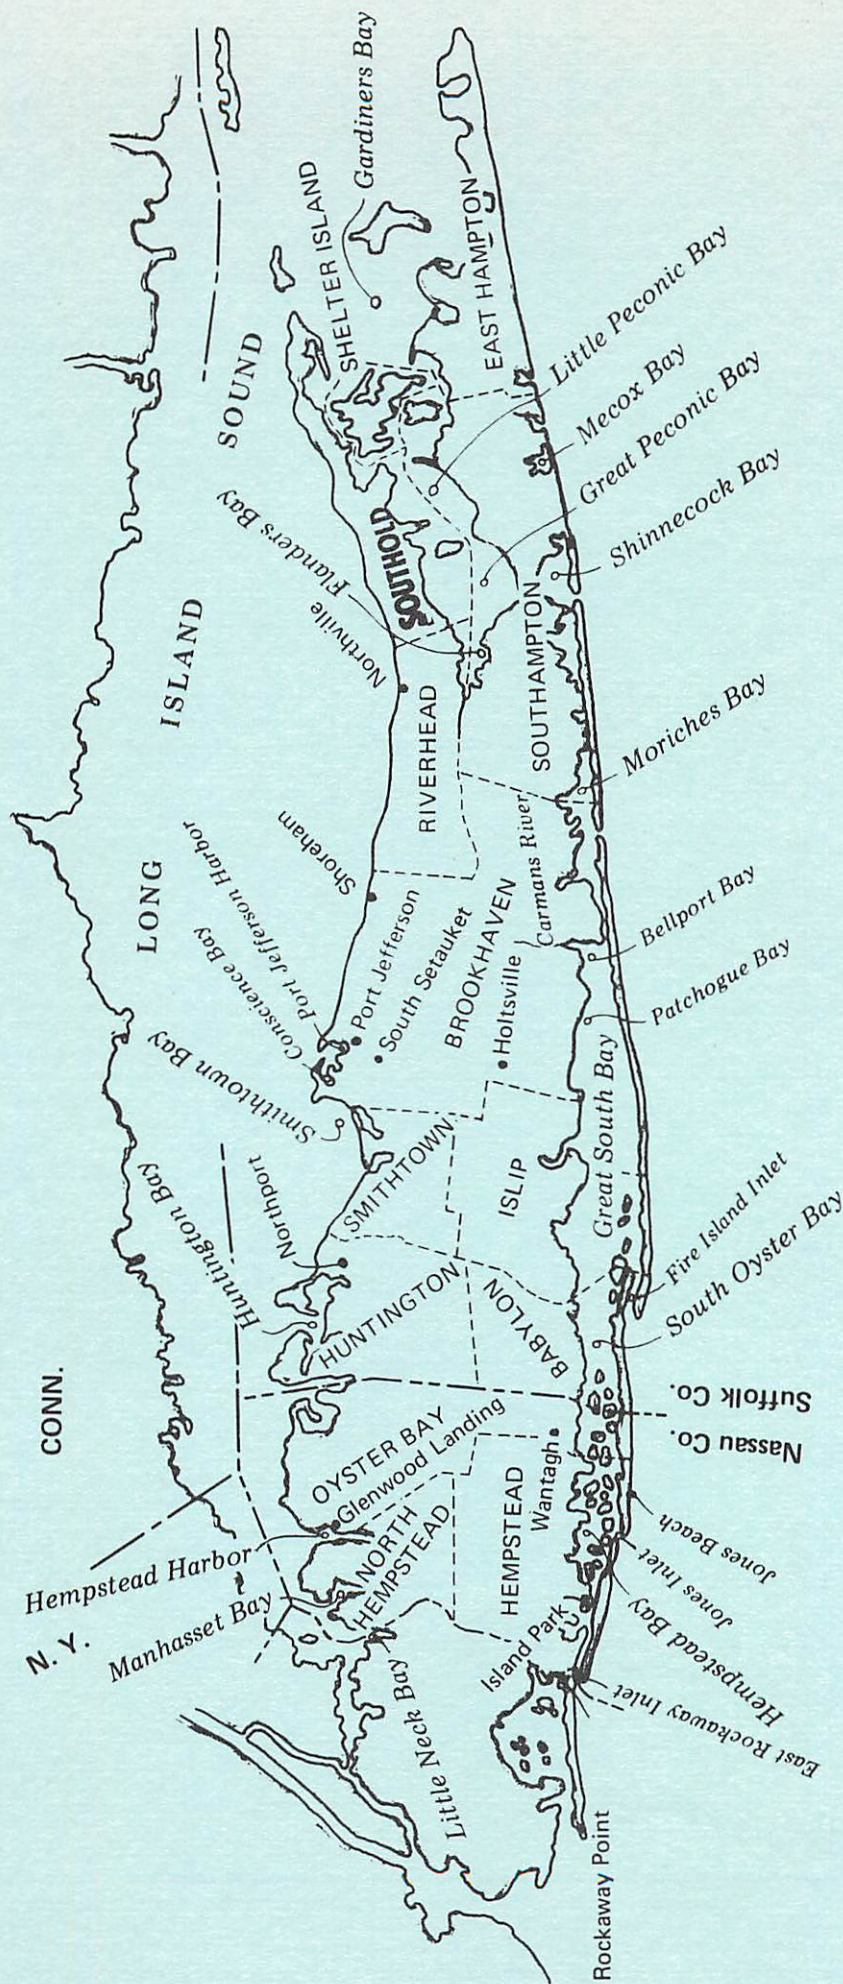 CONN.
N. Y.
LONG
ISLAND
SOUND
Hempstead Harbor
Manhasset Bay
Little Neck Bay
Huntington Bay
Northport
Smithtown Bay
Conscience Bay
Port Jefferson Harbor
Port Jefferson
South Setauket
Shoreham
Northville
Flanders Bay
SHELTER ISLAND
Gardiners Bay
OYSTER BAY
Glenwood Landing
NORTH
HEMPSTEAD
HEMPSTEAD
Wantagh
Island Park
HUNTINGTON
BABYLON
SMITHTOWN
ISLIP
BROOKHAVEN
Holtsville
Carmans River
RIVERHEAD
SOUTHOLD
SOUTHAMPTON
EAST HAMPTON
Rockaway Point
East Rockaway Inlet
Hempstead Bay
Jones Inlet
Jones Beach
Nassau Co.
Suffolk Co.
South Oyster Bay
Fire Island Inlet
Great South Bay
Patchogue Bay
Bellport Bay
Moriches Bay
Shinnecock Bay
Great Peconic Bay
Mecox Bay
Little Peconic Bay